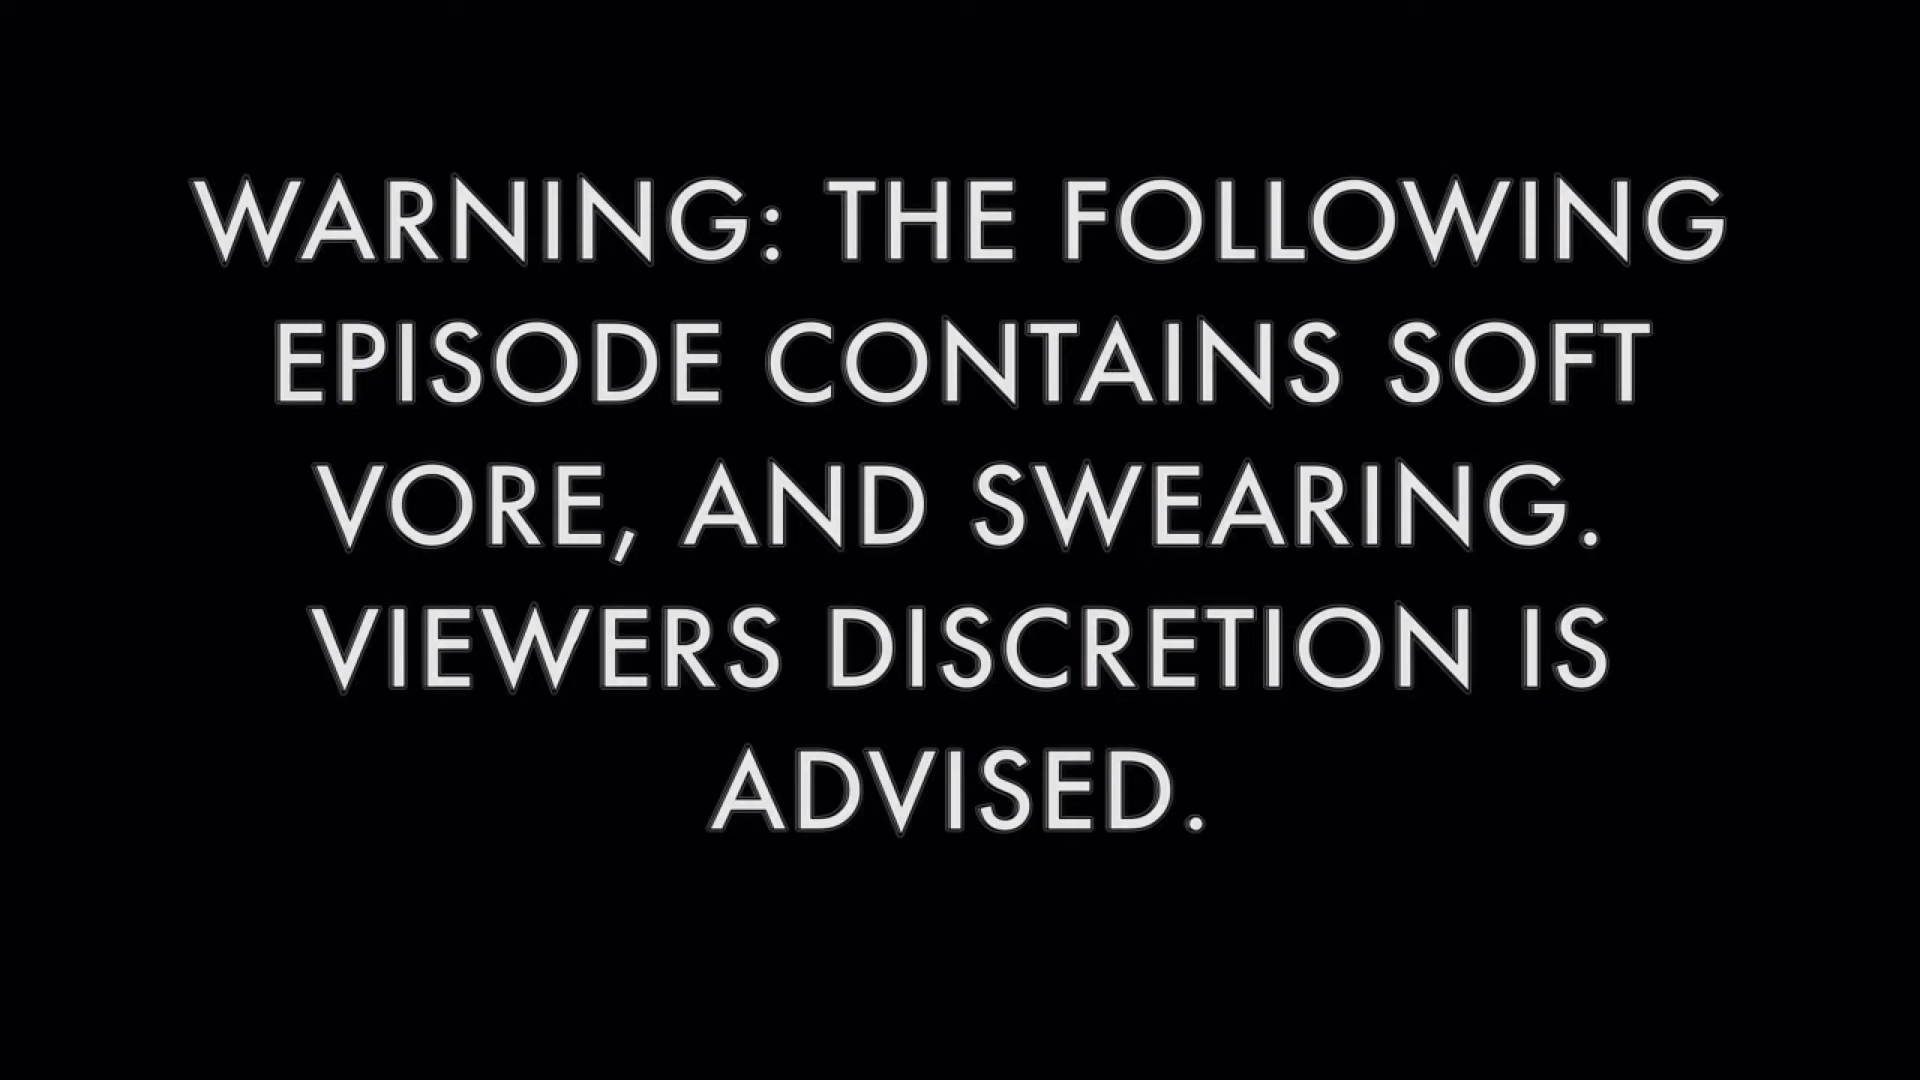 WARNING: THE FOLLOWING
EPISODE CONTAINS SOFT
VORE, AND SWEARING.
VIEWERS DISCRETION IS
ADVISED.